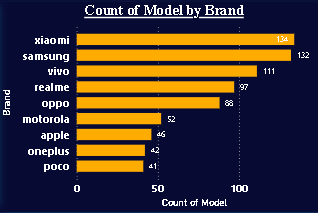 Count of Model by Brand
Brand
xiaomi 134
samsung 132
vivo 111
realme 97
oppo 88
motorola 52
apple 46
oneplus 42
poco 41
0 50 100
Count of Model